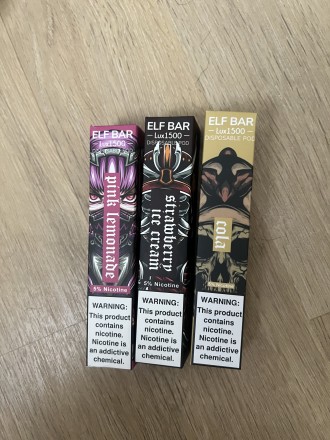 ELF BAR
Lux1500
pink lemonade
5% Nicotine
WARNING:
This product
contains
nicotine.
Nicotine is
an addictive
chemical.
ELF BAR
Lux1500
DISPOSABLE POD
strawberry
ice cream
5% Nicotine
WARNING:
This product
contains
nicotine.
Nicotine is
an addictive
chemical.
ELF BAR
Lux1500
DISPOSABLE POD
cola
WARNING:
This product
contains
nicotine.
Nicotine is
an addictive
chemical.